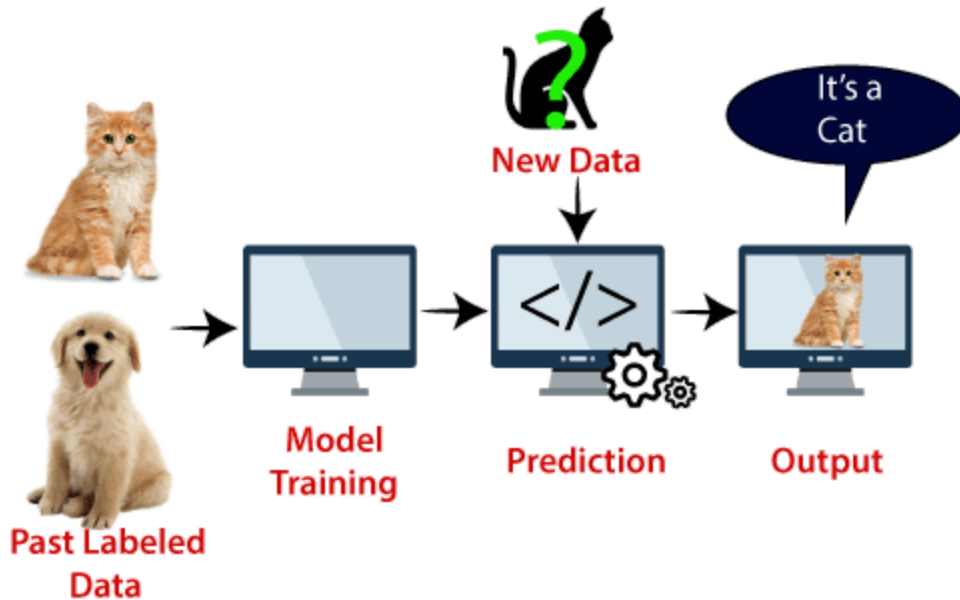 ?
New Data
It's a
Cat
</>
Model
Training
Prediction
Output
Past Labeled
Data